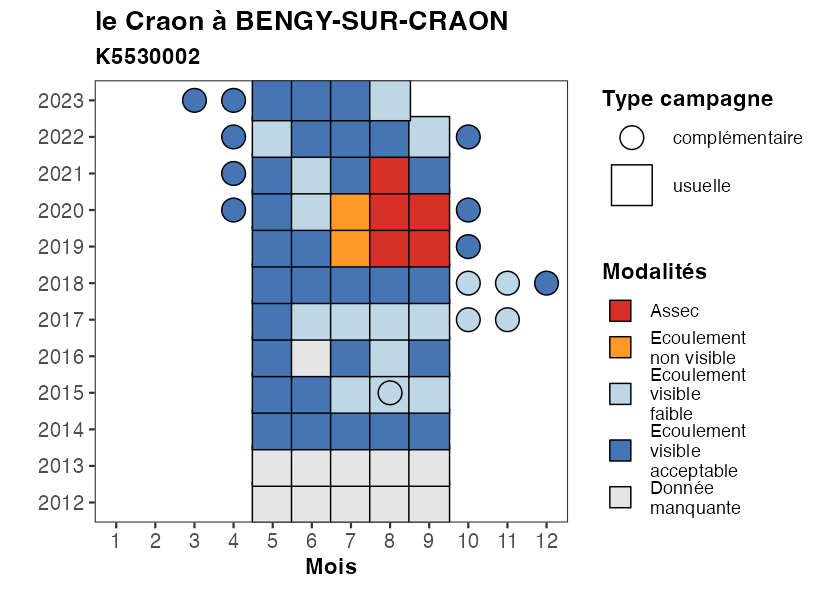 le Craon à BENGY-SUR-CRAON
K5530002
2023
2022
2021
2020
2019
2018
2017
2016
2015
2014
2013
2012
1 2 3 4 5 6 7 8 9 10 11 12
Mois
Type campagne
complémentaire
usuelle
Modalités
Assec
Ecoulement
non visible
Ecoulement
visible
faible
Ecoulement
visible
acceptable
Donnée
manquante